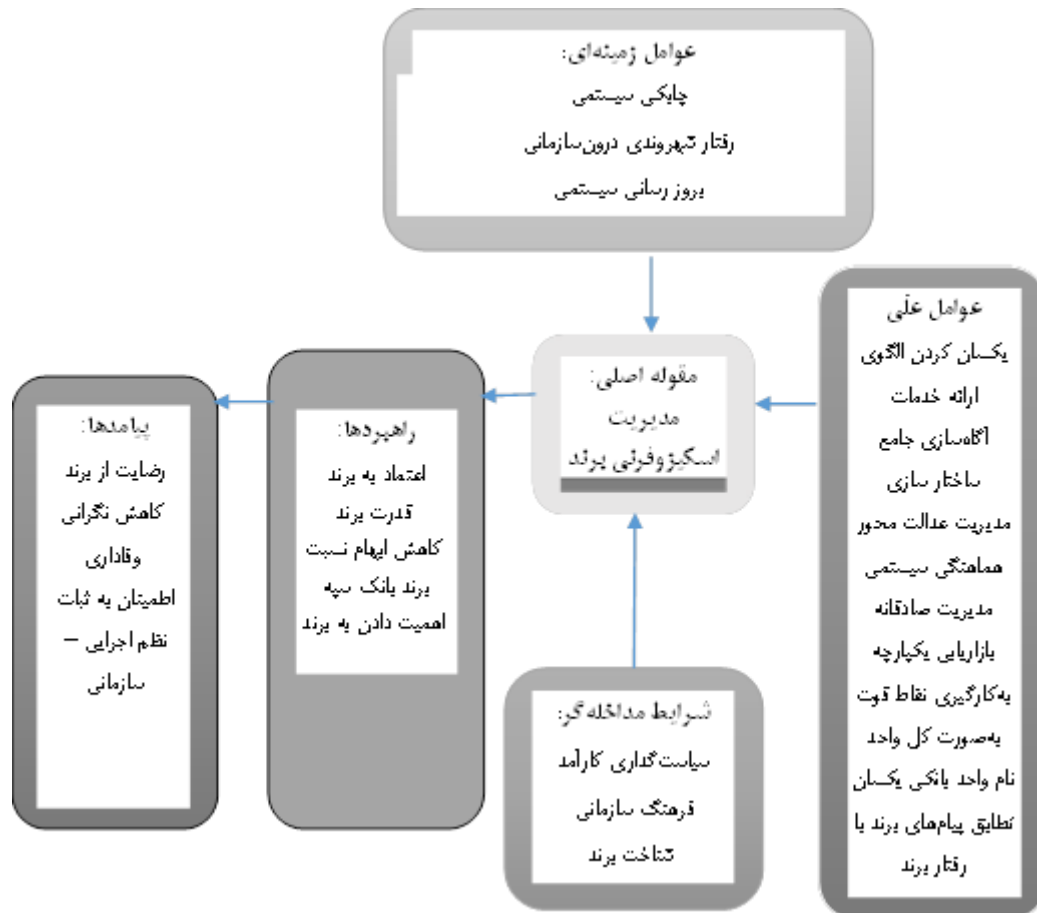 عوامل زمینه‌ای:
چابکی سیستمی
رفتار شهروندی درون‌سازمانی
بروز رسانی سیستمی
عوامل علّی
یکسان کردن الگوی
ارائه خدمات
آگاه‌سازی جامع
ساختار سازی
مدیریت عدالت محور
هماهنگی سیستمی
مدیریت صادقانه
بازاریابی یکپارچه
به‌کارگیری نقاط قوت
به‌صورت کل واحد
نام واحد بانکی یکسان
تطابق پیام‌های برند با
رفتار برند
مقوله اصلی:
مدیریت
اسکیزوفرنی برند
راهبردها:
اعتماد به برند
قدرت برند
کاهش ابهام نسبت
برند بانک سپه
اهمیت دادن به برند
پیامدها:
رضایت از برند
کاهش نگرانی
وفاداری
اطمینان به ثبات
نظم اجرایی –
سازمانی
شرایط مداخله‌گر:
سیاست‌گذاری کارآمد
فرهنگ سازمانی
شناخت برند